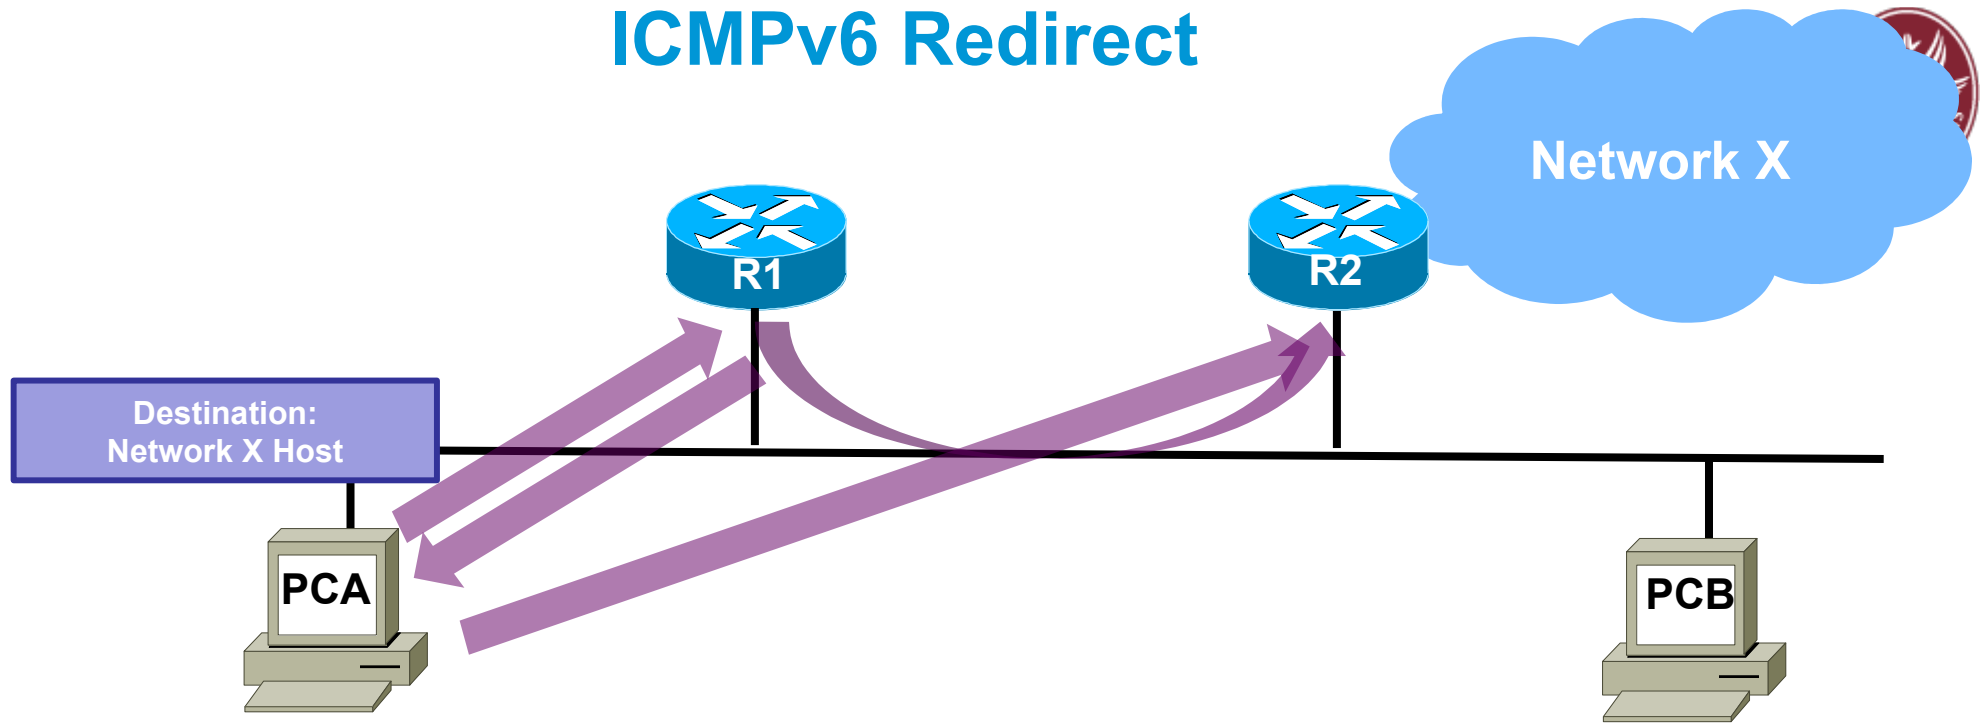 ICMPv6 Redirect
Network X
R1
R2
Destination:
Network X Host
PCA
PCB